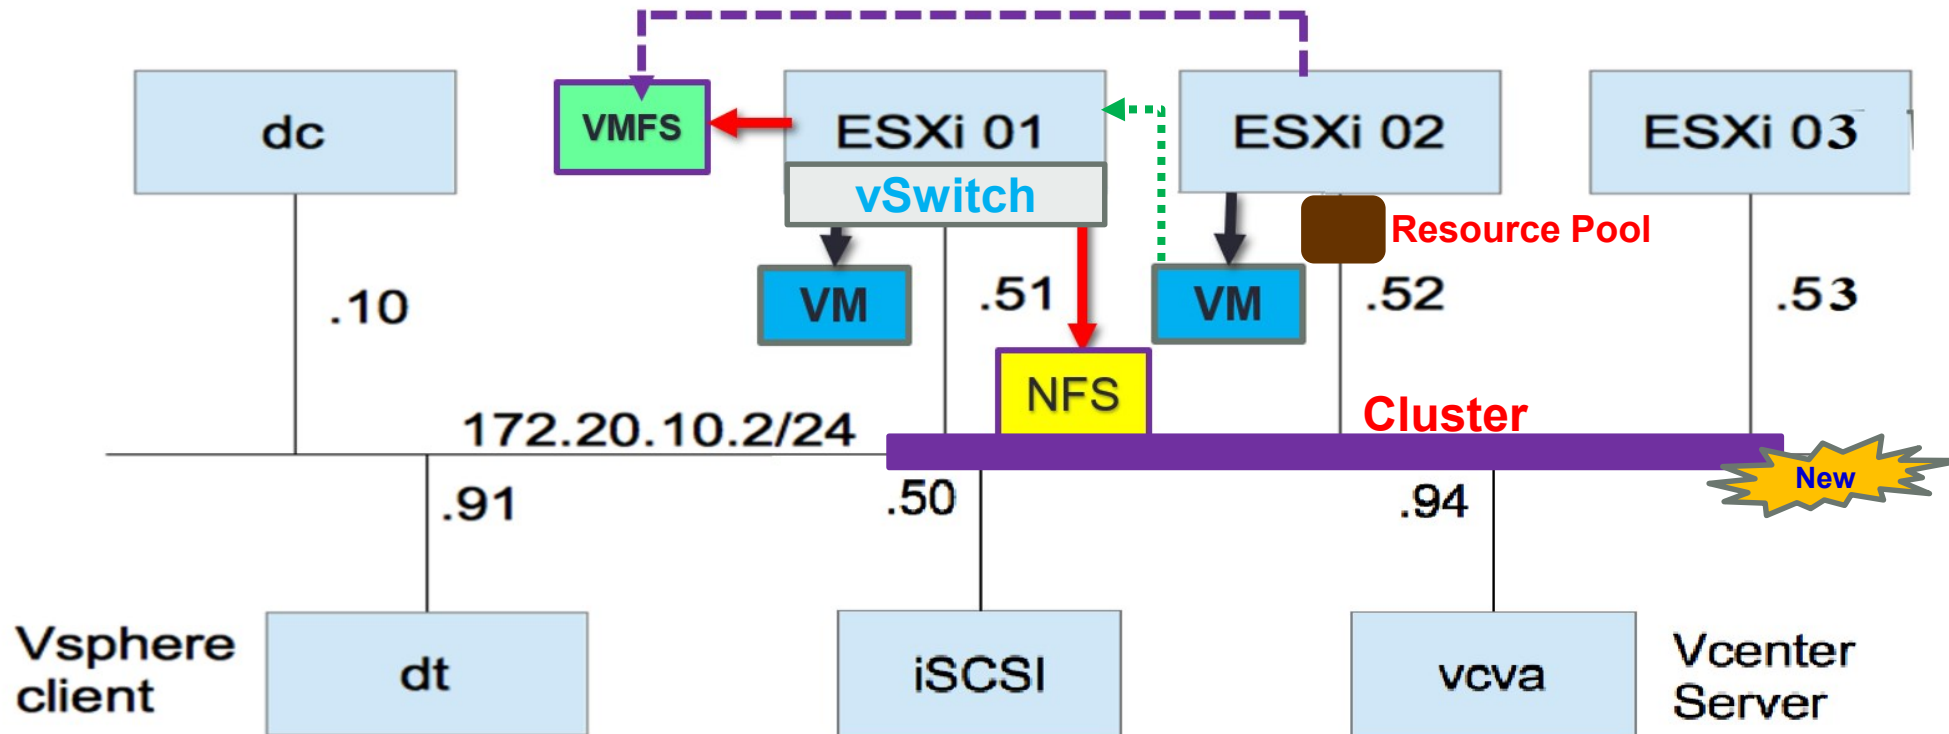 dc
VMFS
ESXi 01
ESXi 02
ESXi 03
vSwitch
Resource Pool
.10
VM
.51
VM
.52
.53
NFS
Cluster
172.20.10.2/24
New
.91
.50
.94
Vsphere
client
dt
iSCSI
vcva
Vcenter
Server